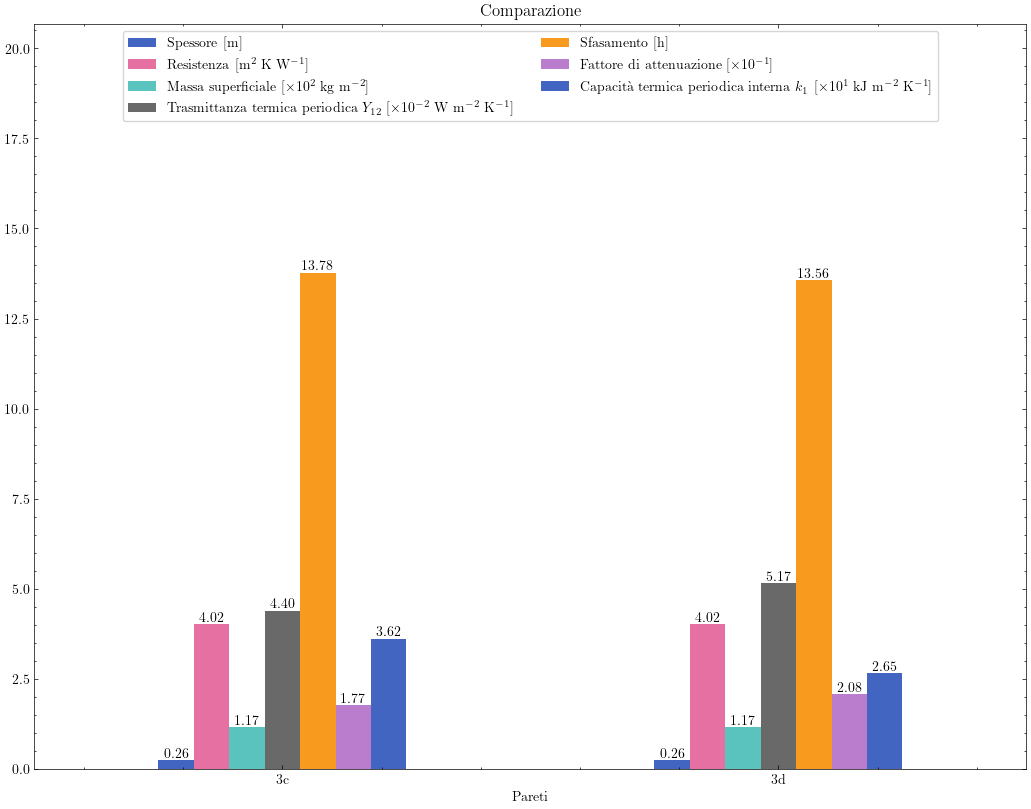 Comparazione
Spessore [m]
Resistenza [m² K W⁻¹]
Massa superficiale [×10² kg m⁻²]
Trasmittanza termica periodica Y₁₂ [×10⁻² W m⁻² K⁻¹]
Sfasamento [h]
Fattore di attenuazione [×10⁻¹]
Capacità termica periodica interna k₁ [×10¹ kJ m⁻² K⁻¹]
20.0
17.5
15.0
12.5
10.0
7.5
5.0
2.5
0.0
0.26
4.02
1.17
4.40
13.78
1.77
3.62
0.26
4.02
1.17
5.17
13.56
2.08
2.65
3c
3d
Pareti